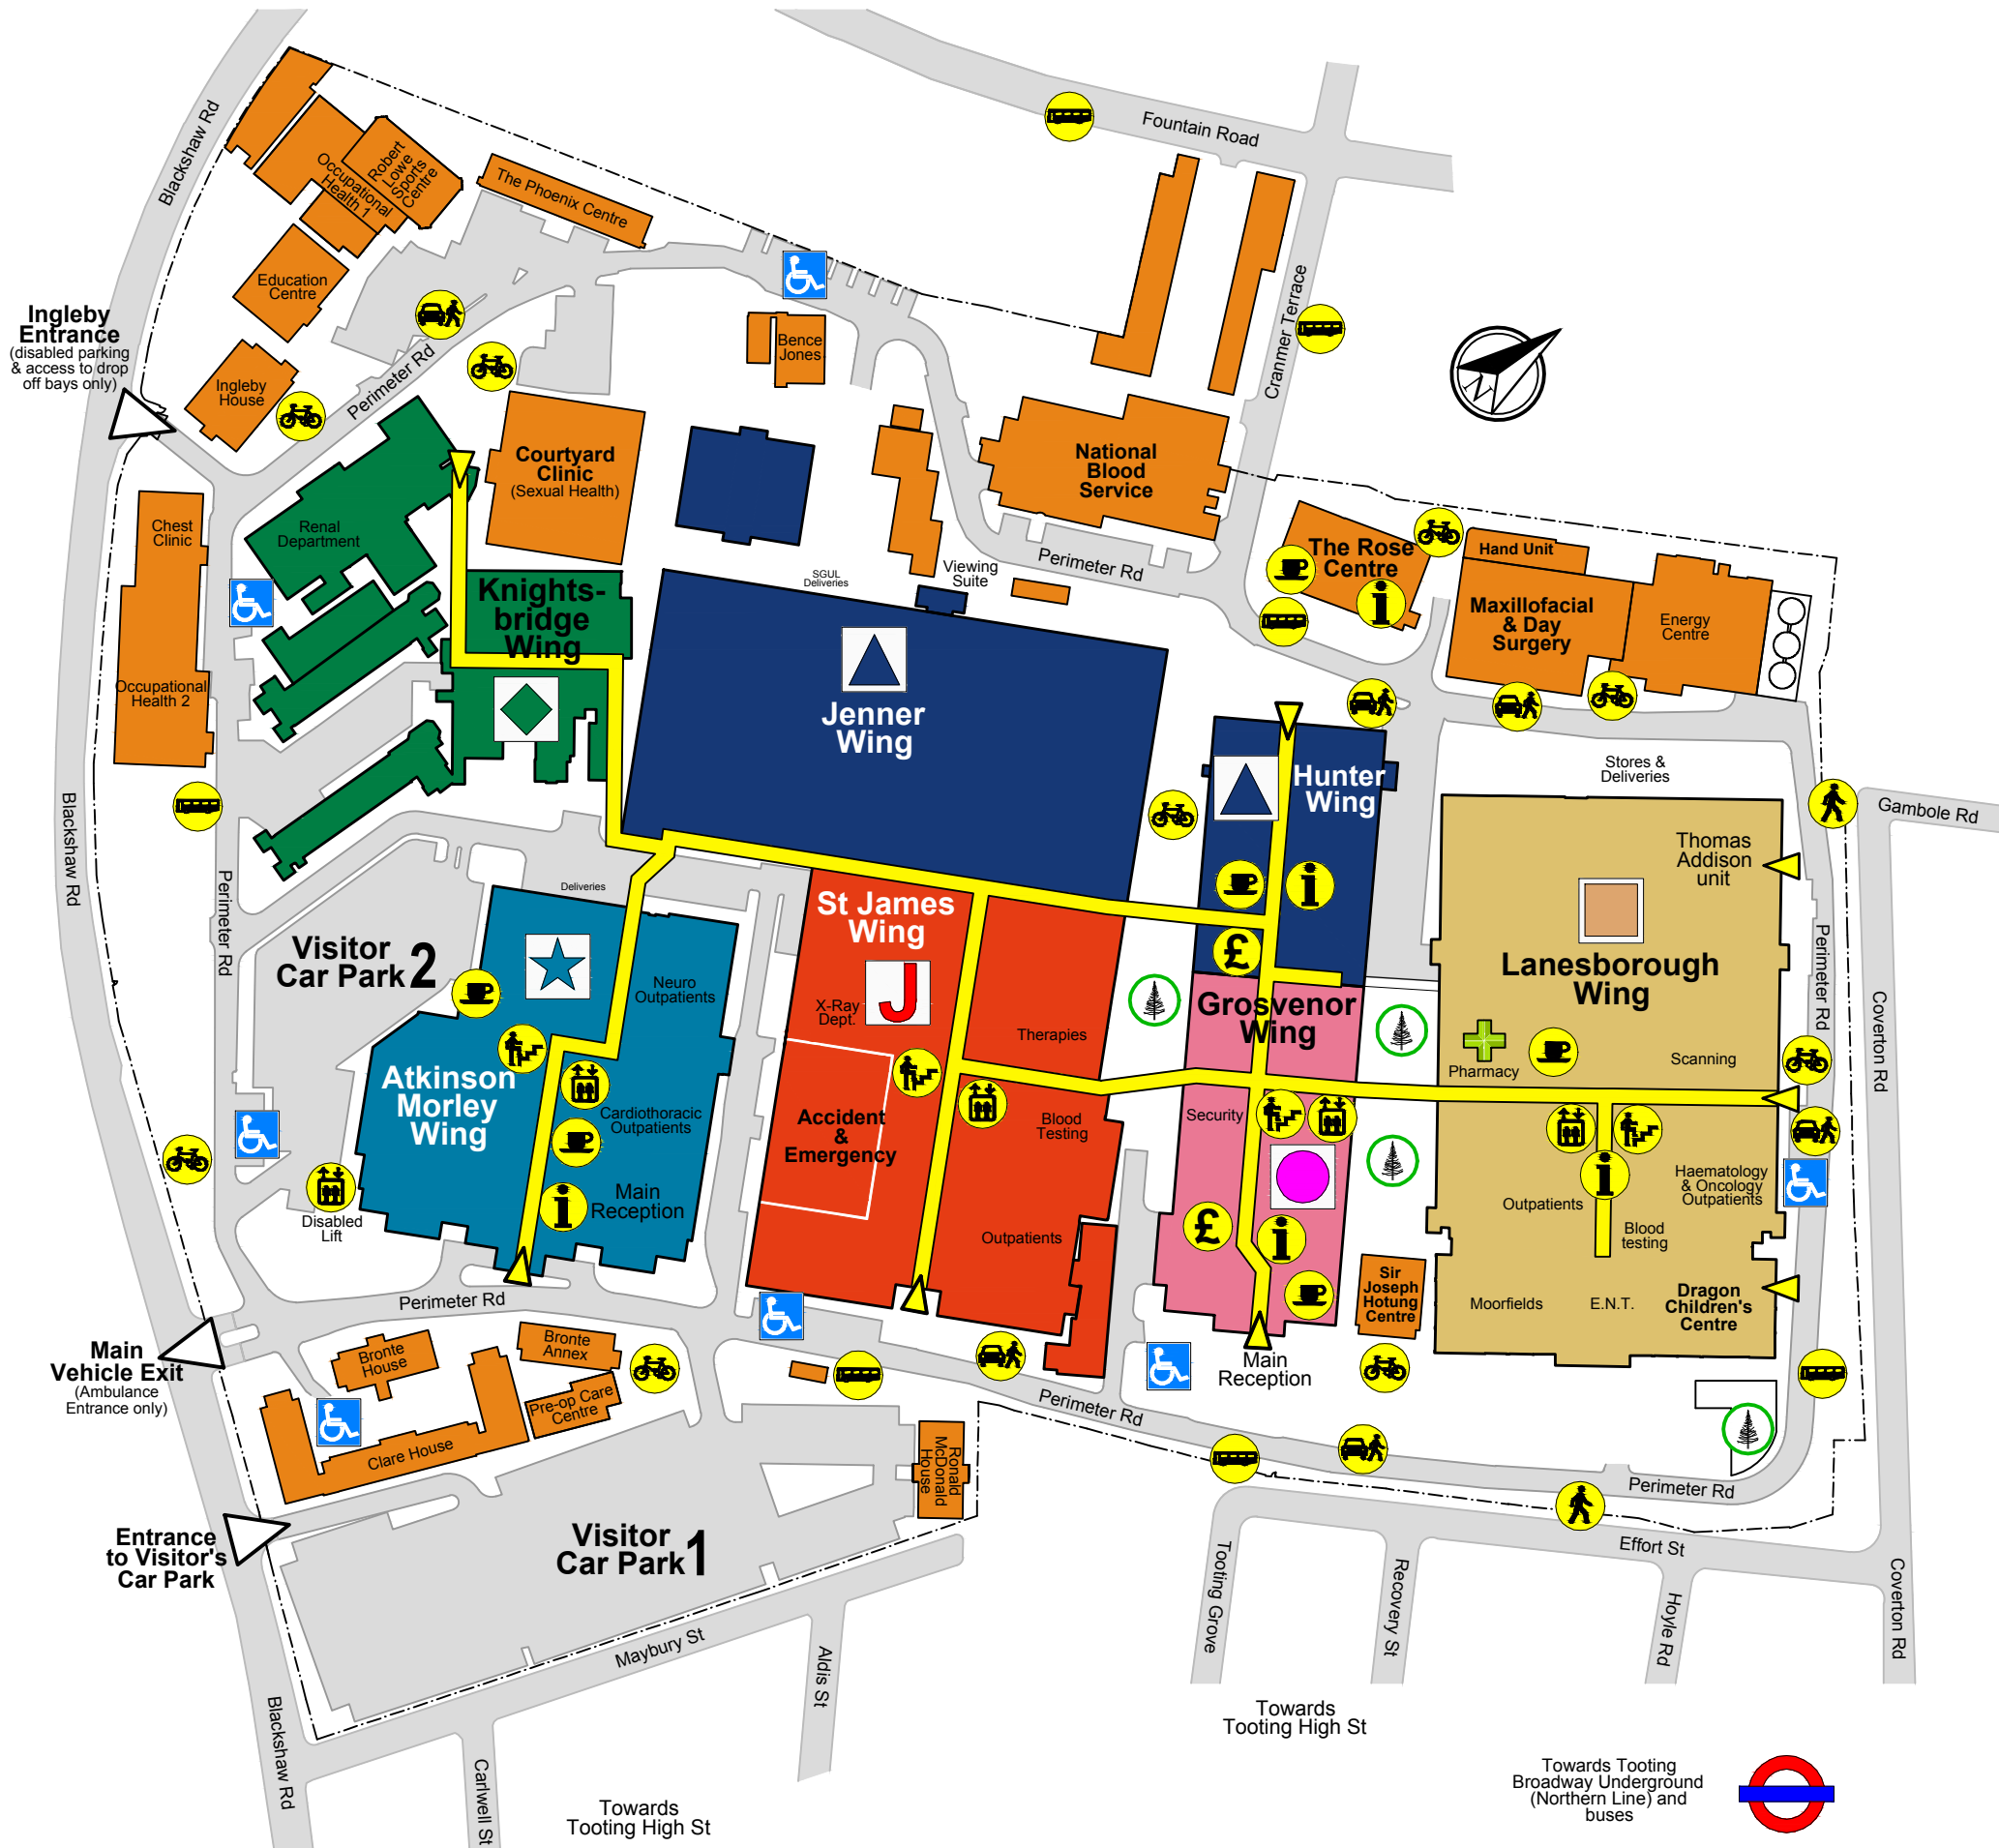 Fountain Road
Blackshaw Rd
Robert
Lowe
Sports
Centre
Occupational
Health 1
The Phoenix Centre
Education
Centre
Ingleby
Entrance
(disabled parking
& access to drop
off bays only)
Ingleby
House
Perimeter Rd
Bence
Jones
Cranmer Terrace
N
Courtyard
Clinic
(Sexual Health)
National
Blood
Service
Chest
Clinic
Renal
Department
Perimeter Rd
The Rose
Centre
i
Hand Unit
Maxillofacial
& Day
Surgery
Energy
Centre
SGUL
Deliveries
Viewing
Suite
Knights-
bridge
Wing
Occupational
Health 2
Jenner
Wing
Hunter
Wing
i
£
Stores &
Deliveries
Gambole Rd
Blackshaw Rd
Perimeter Rd
Deliveries
Thomas
Addison
unit
Visitor
Car Park 2
St James
Wing
X-Ray
Dept.
J
Neuro
Outpatients
Therapies
Grosvenor
Wing
Lanesborough
Wing
Perimeter Rd
Coverton Rd
Pharmacy
Scanning
Atkinson
Morley
Wing
Cardiothoracic
Outpatients
Accident
&
Emergency
Blood
Testing
Security
Main
Reception
i
Disabled
Lift
Outpatients
£
i
Outpatients
i
Haematology
& Oncology
Outpatients
Blood
testing
Sir
Joseph
Hotung
Centre
Moorfields
E.N.T.
Dragon
Children's
Centre
Perimeter Rd
Main
Vehicle Exit
(Ambulance
Entrance only)
Bronte
House
Bronte
Annex
Pre-op Care
Centre
Clare House
Main
Reception
Perimeter Rd
Ronald
McDonald
House
Perimeter Rd
Entrance
to Visitor's
Car Park
Visitor
Car Park 1
Effort St
Tooting Grove
Recovery St
Hoyle Rd
Coverton Rd
Maybury St
Aldis St
Blackshaw Rd
Carlwell St
Towards
Tooting High St
Towards
Tooting High St
Towards Tooting
Broadway Underground
(Northern Line) and
buses